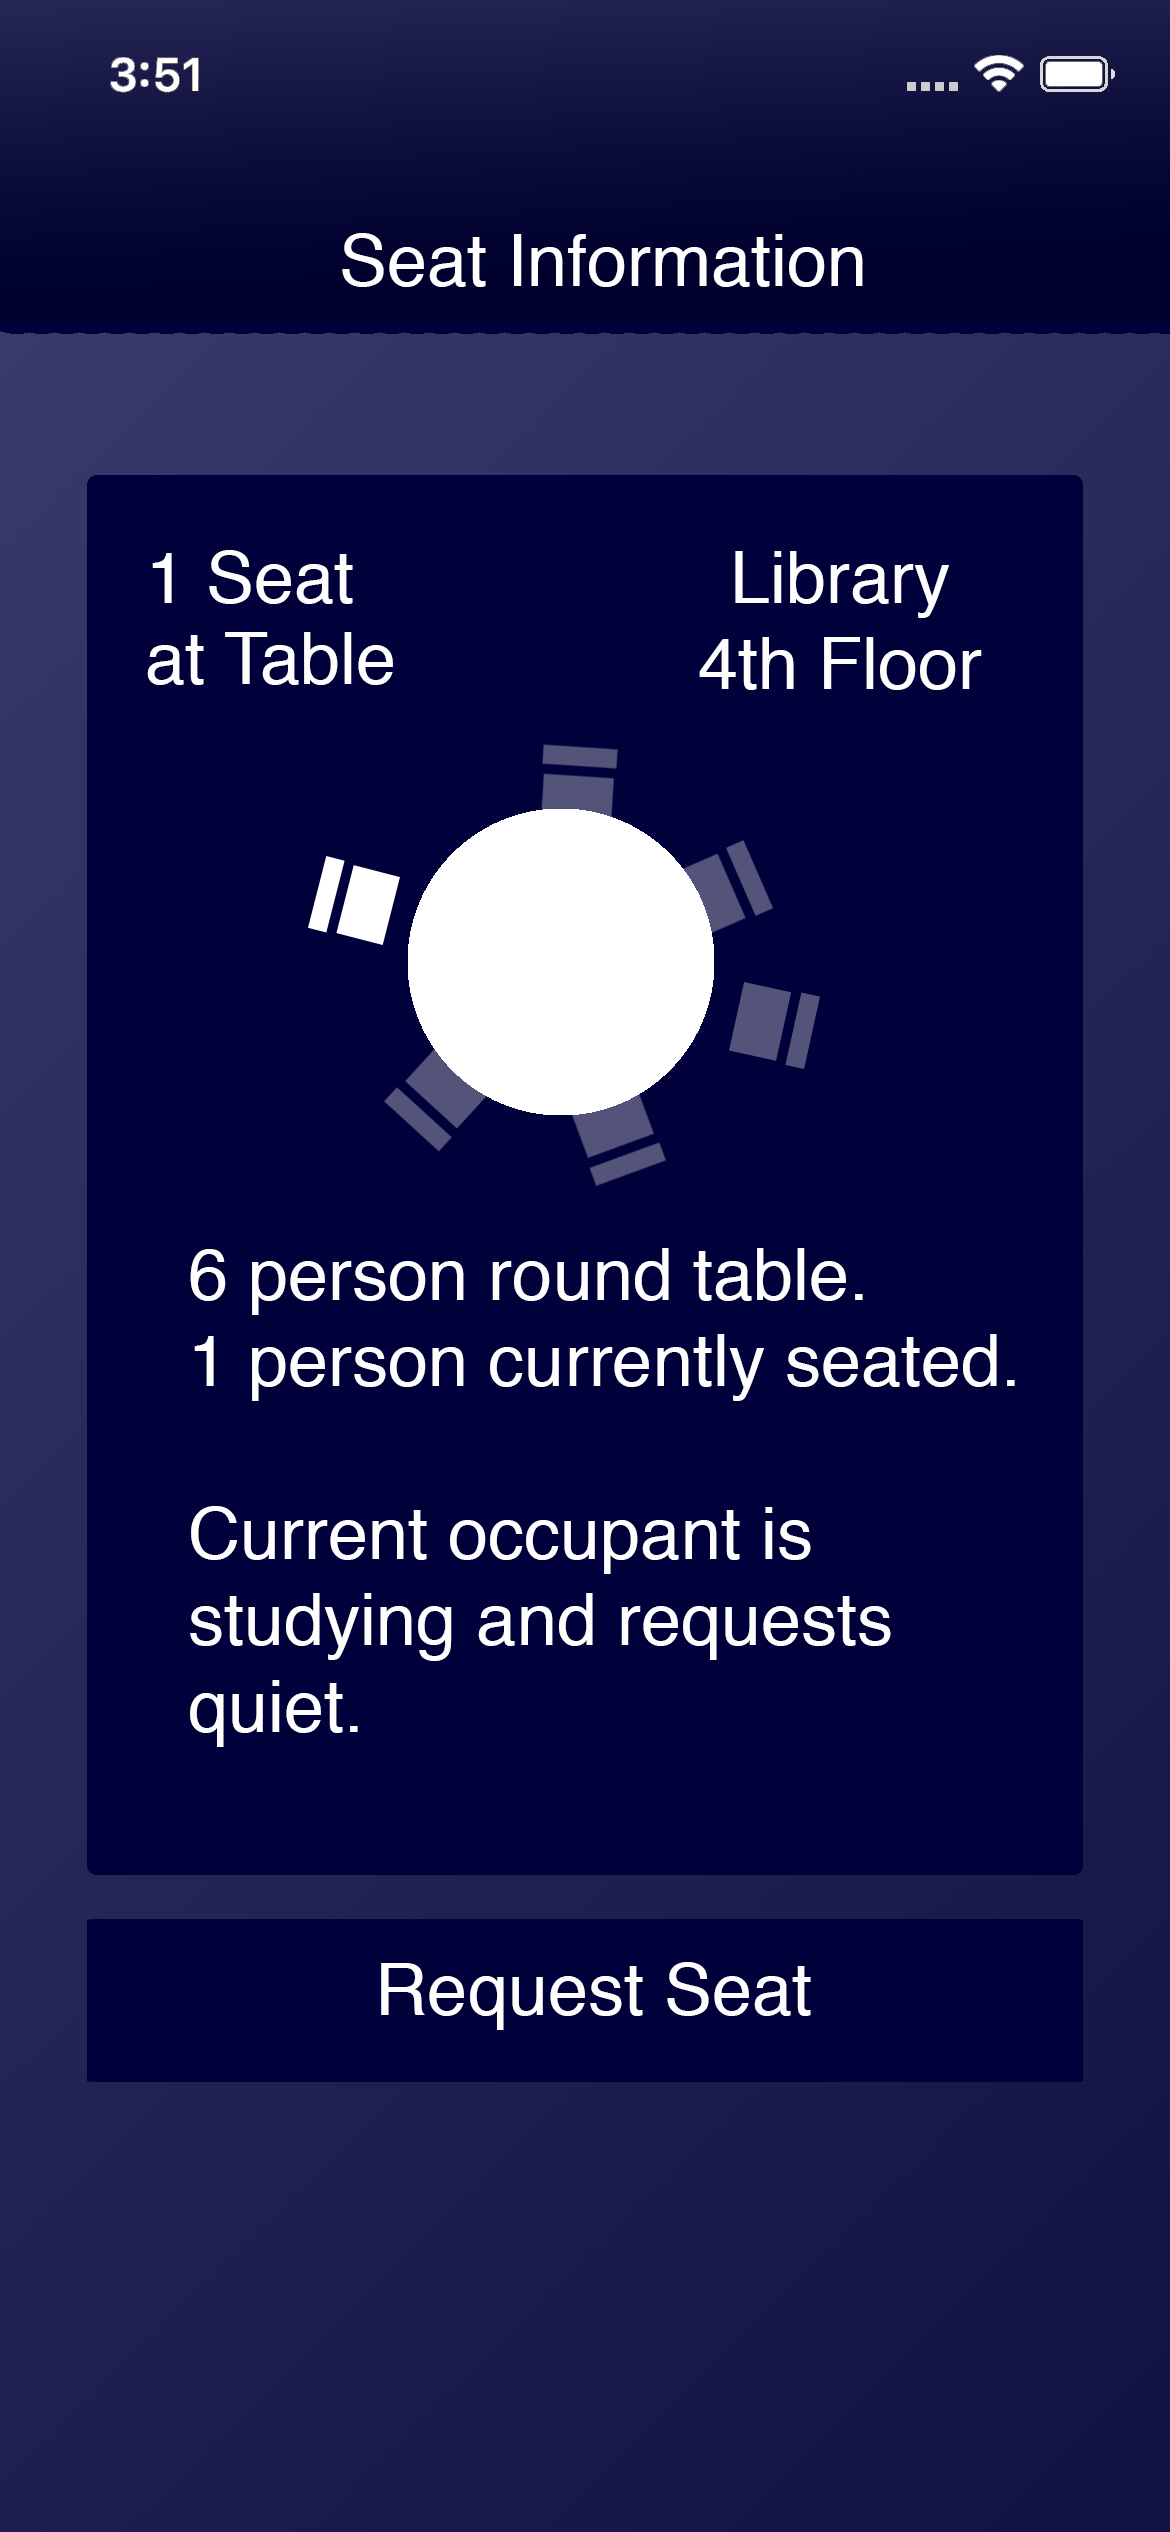 3:51
Seat Information
1 Seat
at Table
Library
4th Floor
6 person round table.
1 person currently seated.
Current occupant is
studying and requests
quiet.
Request Seat